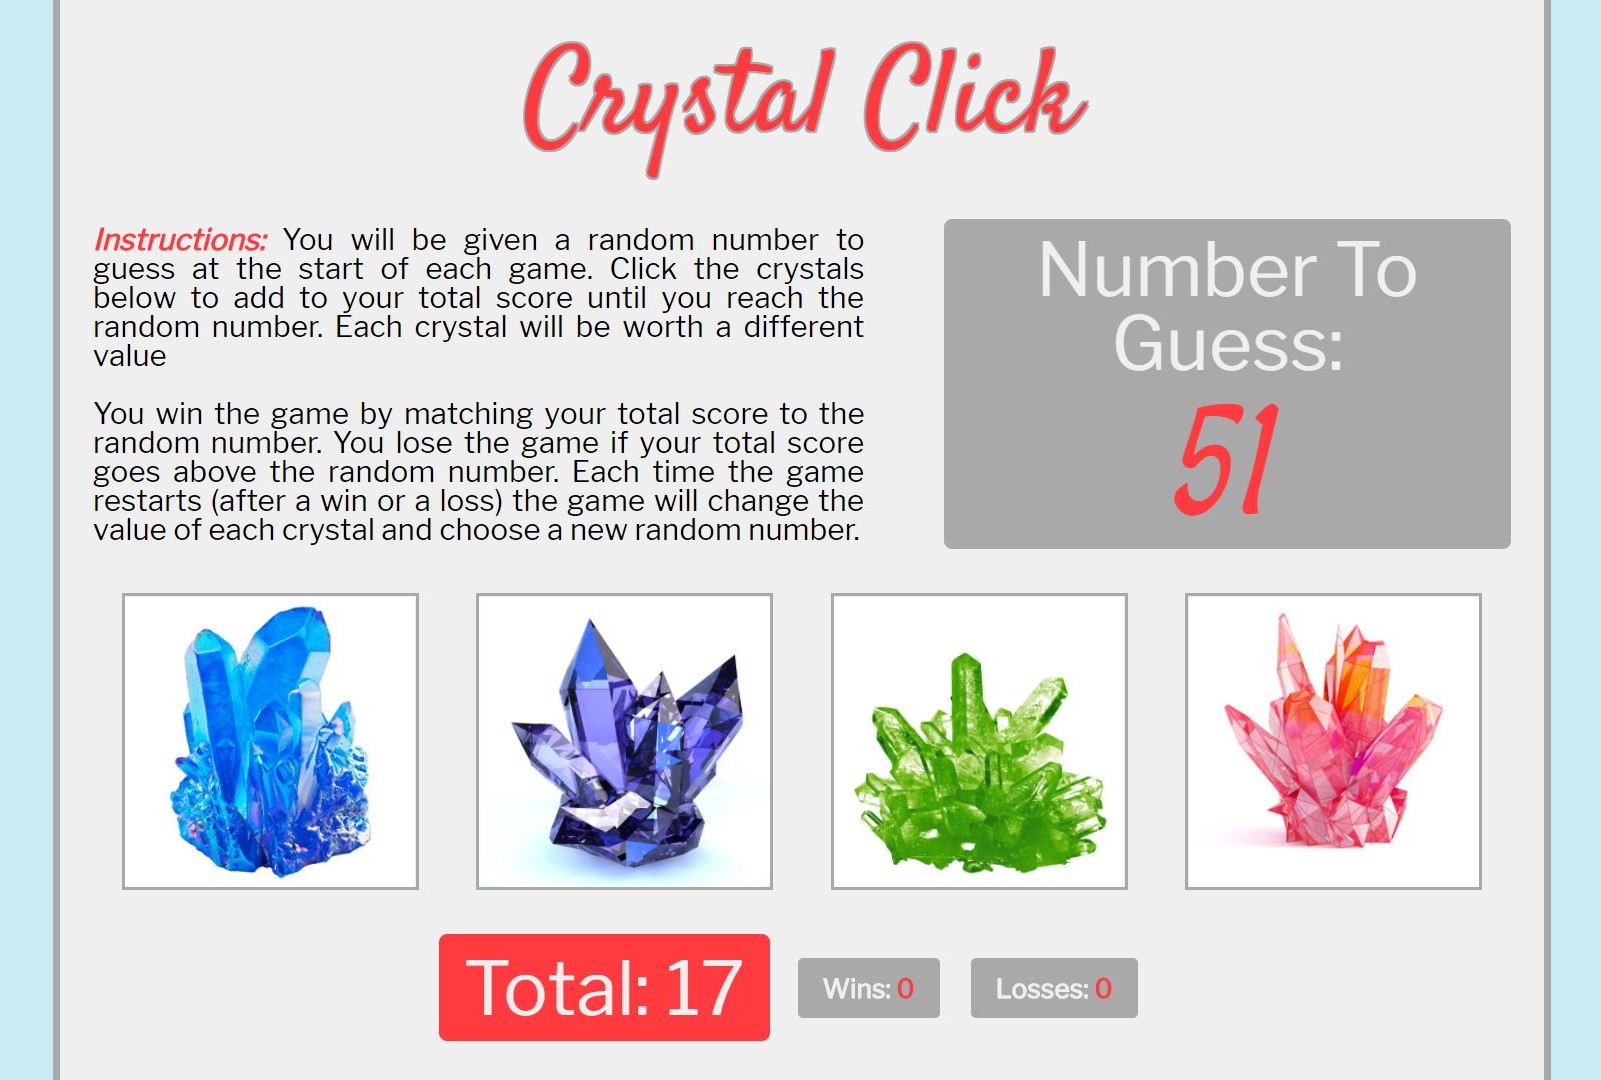 Crystal Click
Instructions: You will be given a random number to
guess at the start of each game. Click the crystals
below to add to your total score until you reach the
random number. Each crystal will be worth a different
value
You win the game by matching your total score to the
random number. You lose the game if your total score
goes above the random number. Each time the game
restarts (after a win or a loss) the game will change the
value of each crystal and choose a new random number.
Number To
Guess:
51
Total: 17
Wins: 0
Losses: 0